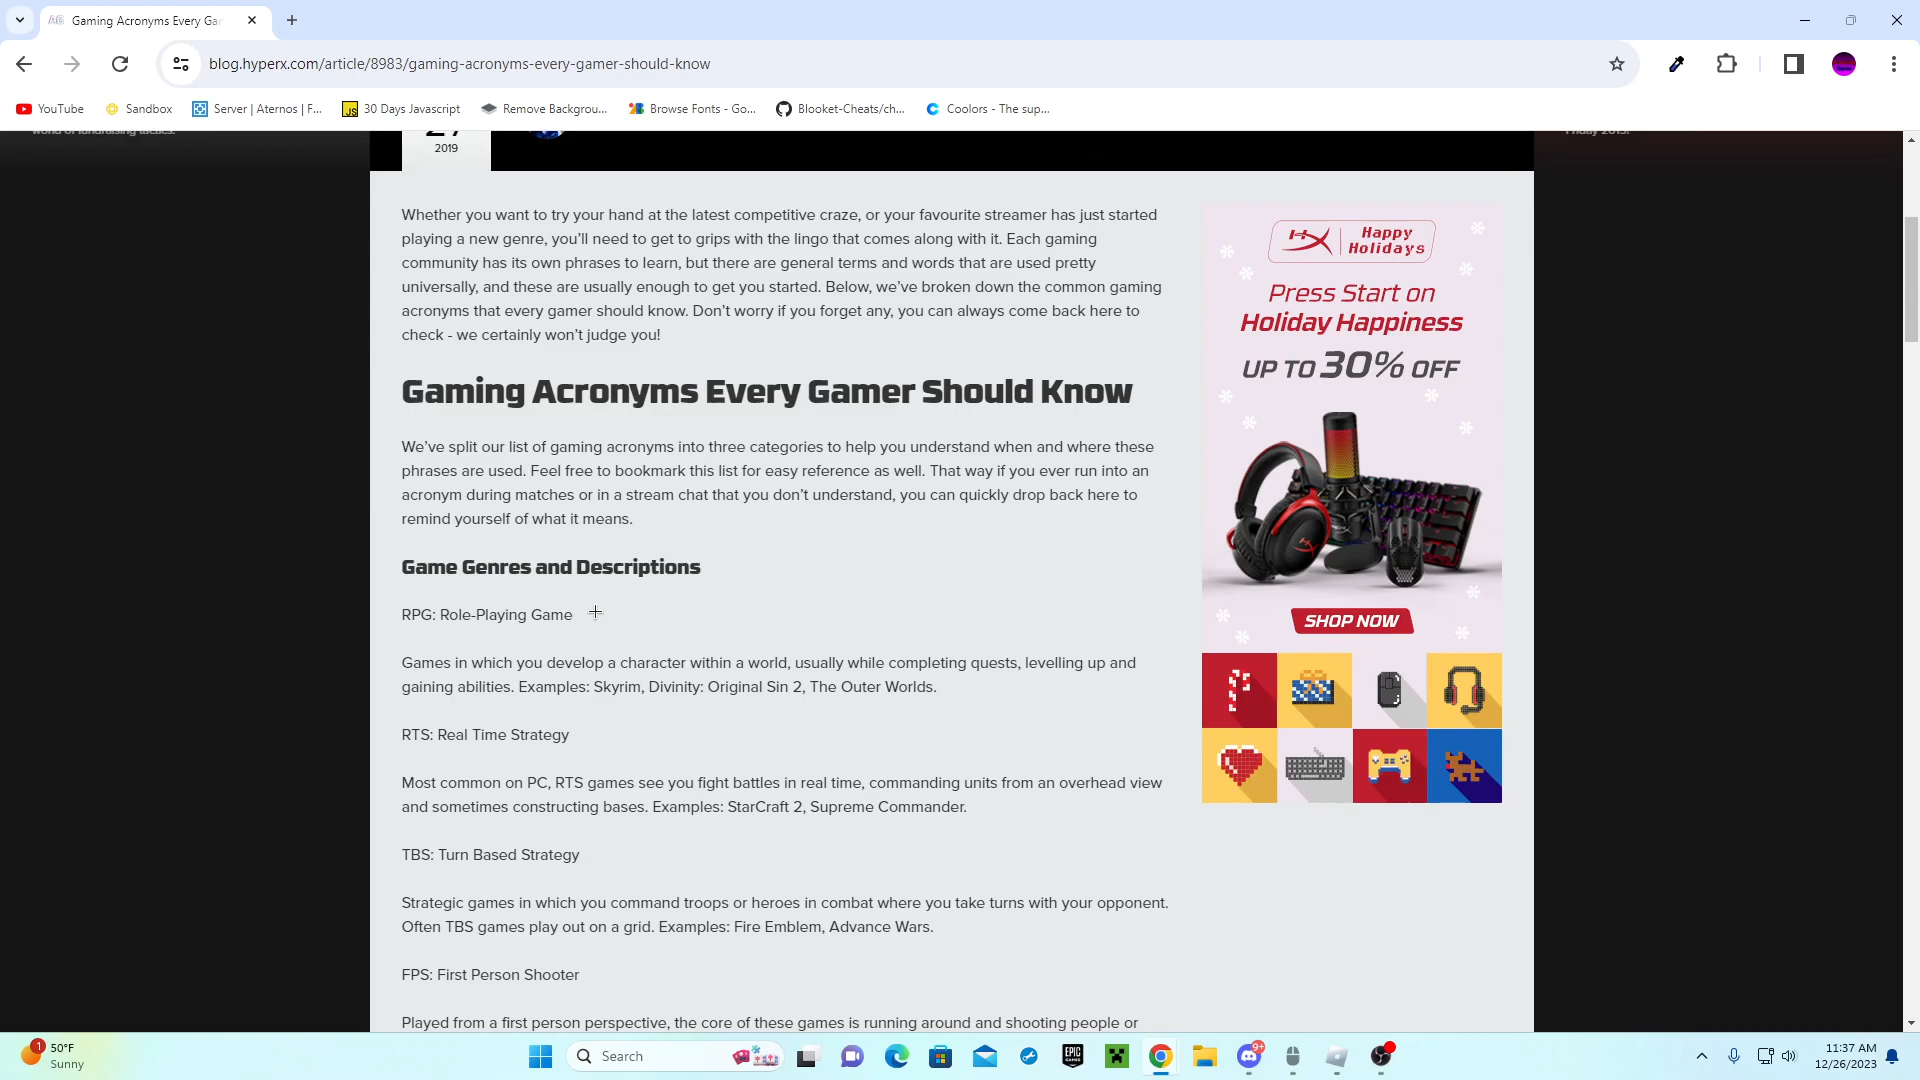 Gaming Acronyms Every Ga
blog.hyperx.com/article/8983/gaming-acronyms-every-gamer-should-know
YouTube
Sandbox
Server | Aternos | F...
JS
30 Days Javascript
Remove Backgrou...
Browse Fonts - Go...
Blooket-Cheats/ch...
Coolors - The sup...
world of fundraising tactics.
27
2019
Friday 2019!
Whether you want to try your hand at the latest competitive craze, or your favourite streamer has just started
playing a new genre, you’ll need to get to grips with the lingo that comes along with it. Each gaming
community has its own phrases to learn, but there are general terms and words that are used pretty
universally, and these are usually enough to get you started. Below, we’ve broken down the common gaming
acronyms that every gamer should know. Don’t worry if you forget any, you can always come back here to
check - we certainly won’t judge you!
Gaming Acronyms Every Gamer Should Know
We’ve split our list of gaming acronyms into three categories to help you understand when and where these
phrases are used. Feel free to bookmark this list for easy reference as well. That way if you ever run into an
acronym during matches or in a stream chat that you don’t understand, you can quickly drop back here to
remind yourself of what it means.
Game Genres and Descriptions
RPG: Role-Playing Game
Games in which you develop a character within a world, usually while completing quests, levelling up and
gaining abilities. Examples: Skyrim, Divinity: Original Sin 2, The Outer Worlds.
RTS: Real Time Strategy
Most common on PC, RTS games see you fight battles in real time, commanding units from an overhead view
and sometimes constructing bases. Examples: StarCraft 2, Supreme Commander.
TBS: Turn Based Strategy
Strategic games in which you command troops or heroes in combat where you take turns with your opponent.
Often TBS games play out on a grid. Examples: Fire Emblem, Advance Wars.
FPS: First Person Shooter
Played from a first person perspective, the core of these games is running around and shooting people or
HX
Happy
Holidays
Press Start on
Holiday Happiness
UP TO 30% OFF
SHOP NOW
1
50°F
Sunny
Search
EPIC
GAMES
9+
11:37 AM
12/26/2023